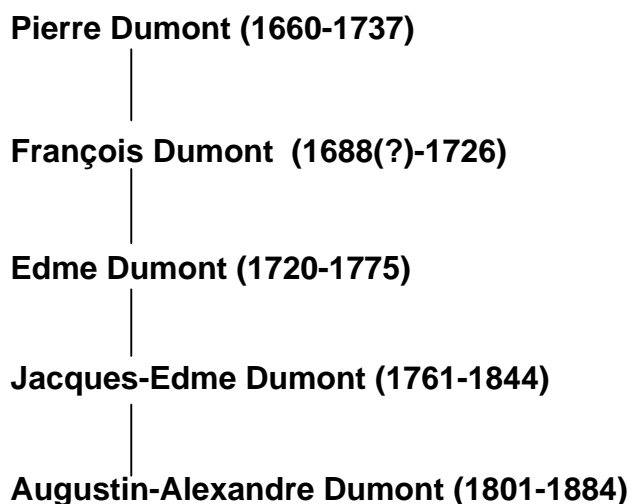 Pierre Dumont (1660-1737)
François Dumont  (1688(?)-1726)
Edme Dumont (1720-1775)
Jacques-Edme Dumont (1761-1844)
Augustin-Alexandre Dumont (1801-1884)